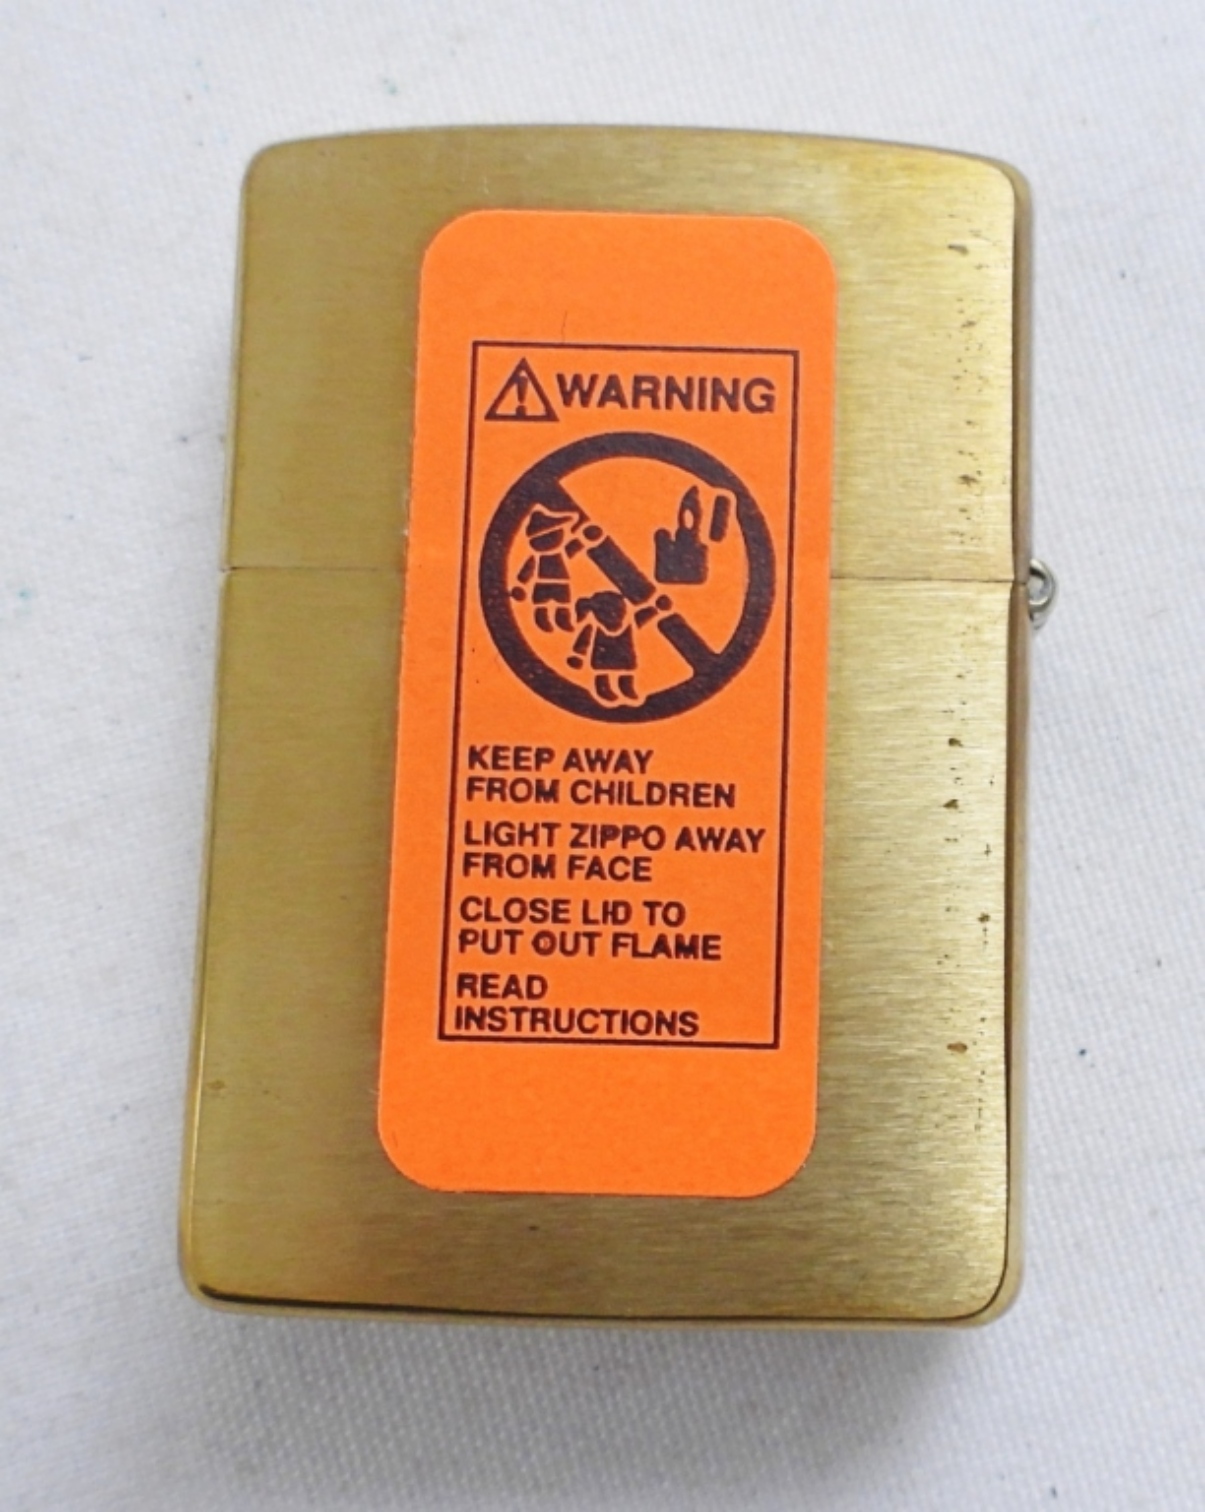 WARNING
KEEP AWAY
FROM CHILDREN
LIGHT ZIPPO AWAY
FROM FACE
CLOSE LID TO
PUT OUT FLAME
READ
INSTRUCTIONS